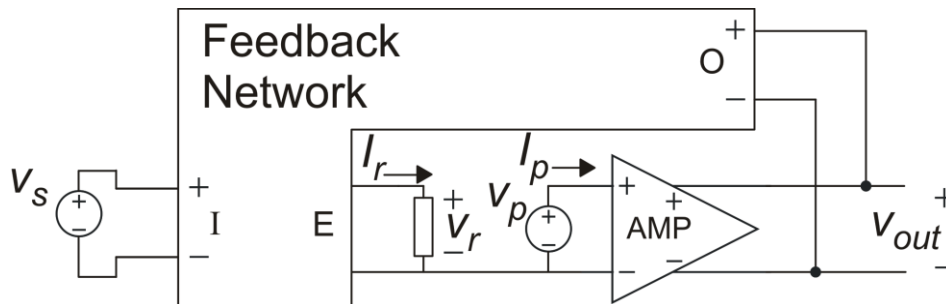 Feedback
Network
+
O
−
I_r
I_p
v_s
+
−
+
I
−
E
+
v_r
−
v_p
+
−
+
−
AMP
+
−
+
v_out
−